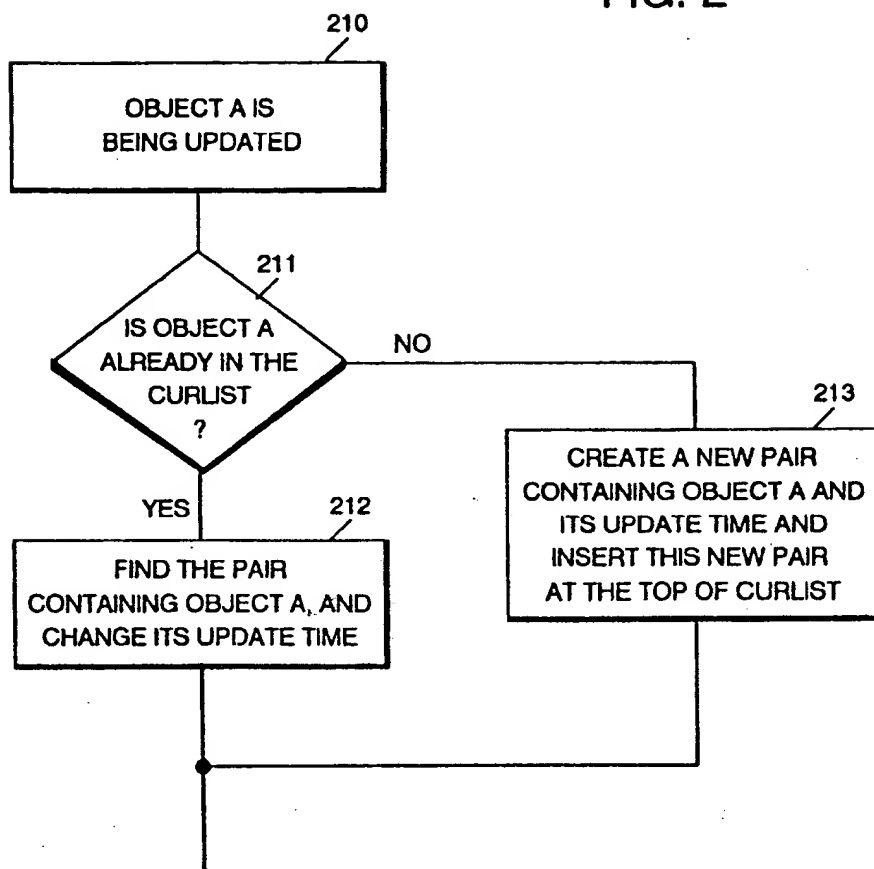 FIG. 2
210
OBJECT A IS
BEING UPDATED
211
IS OBJECT A
ALREADY IN THE
CURLIST
?
NO
YES
212
FIND THE PAIR
CONTAINING OBJECT A, AND
CHANGE ITS UPDATE TIME
213
CREATE A NEW PAIR
CONTAINING OBJECT A AND
ITS UPDATE TIME AND
INSERT THIS NEW PAIR
AT THE TOP OF CURLIST